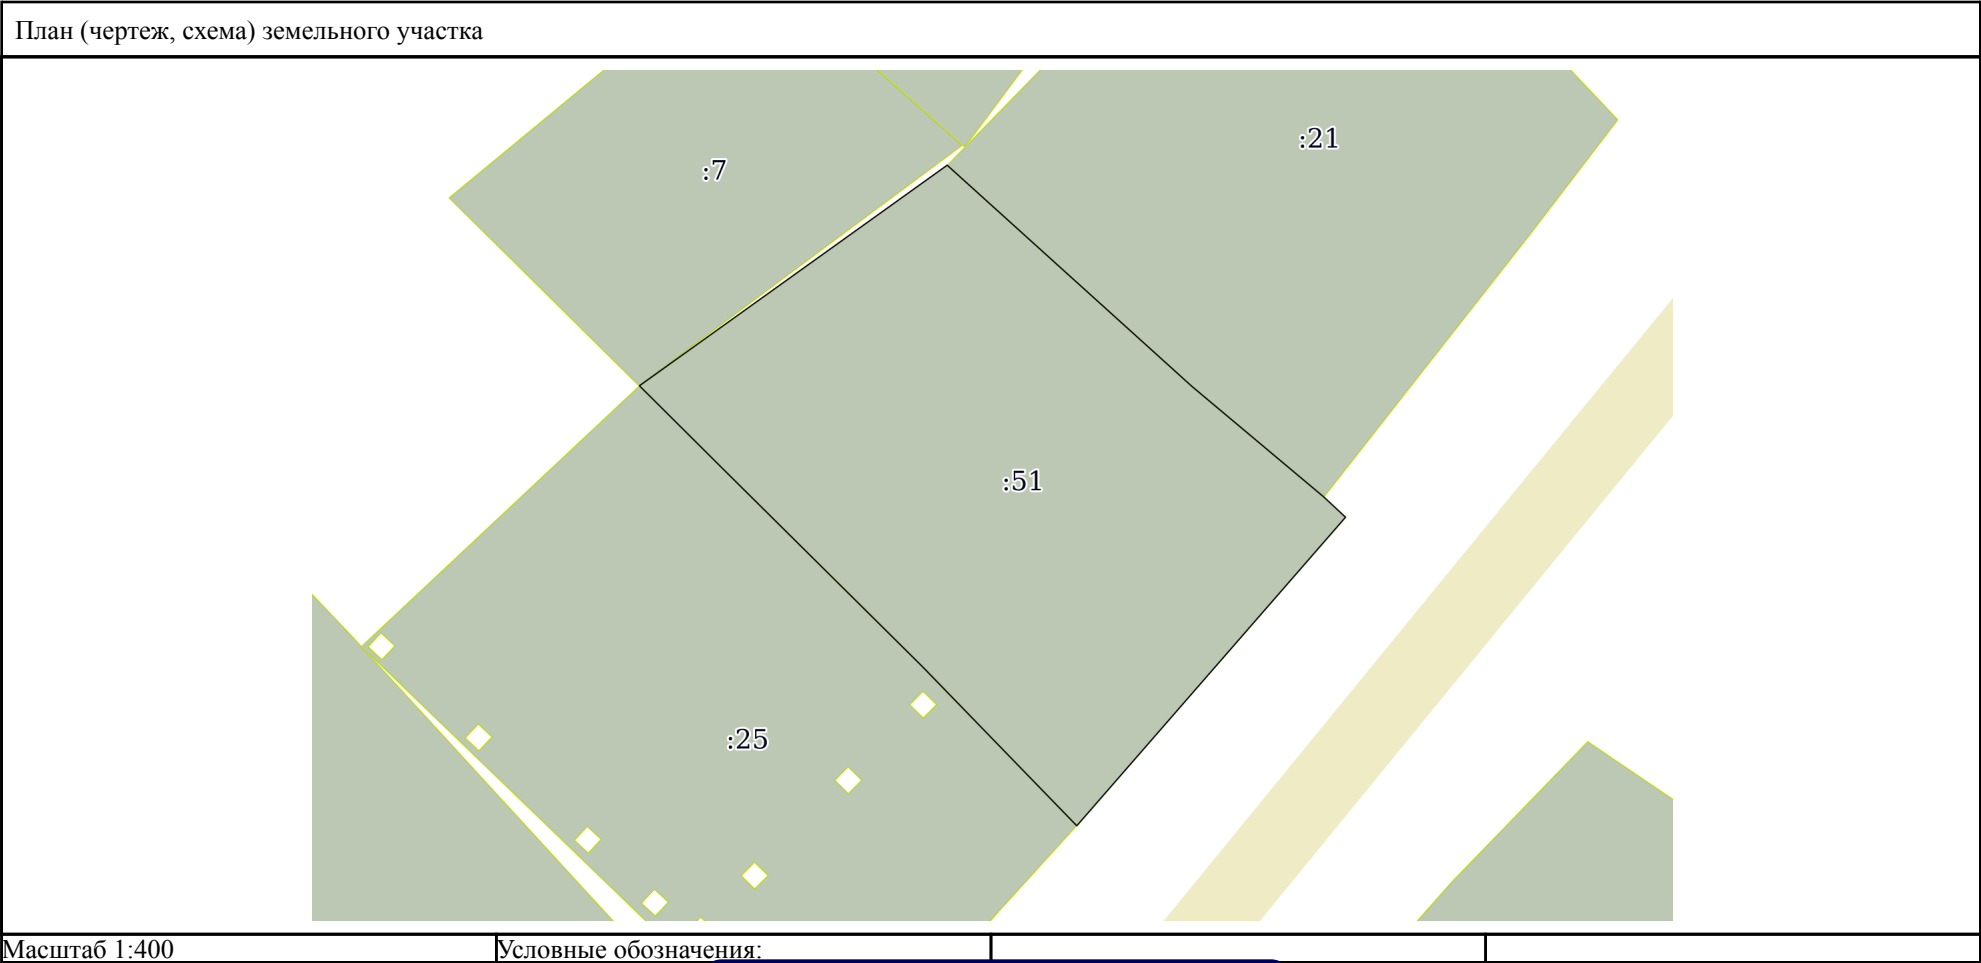 План (чертеж, схема) земельного участка
:21
:7
:51
:25
Масштаб 1:400
Условные обозначения: